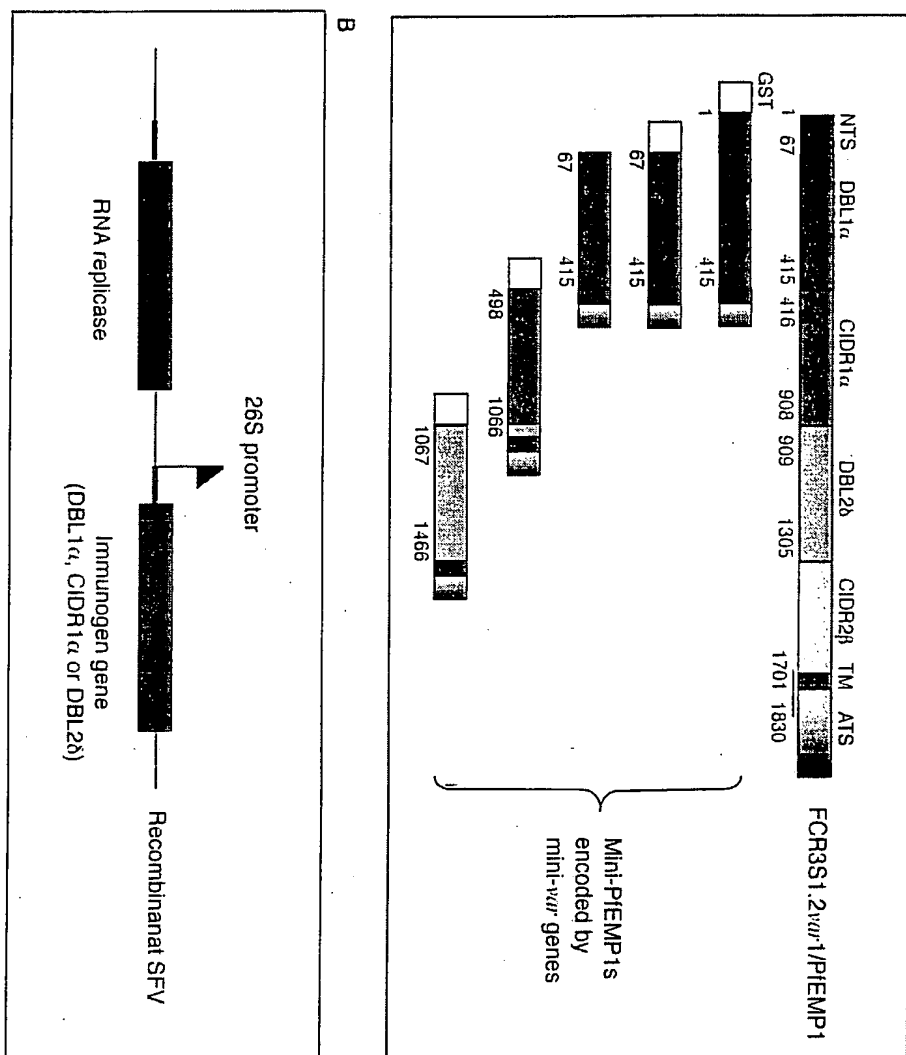 NTS DBL1α CIDR1α DBL2δ CIDR2β TM ATS
FCR3S1.2var1/PfEMP1
1 67 415 416 908 909 1305 1701 1830
GST
1 415
67 415
67 415
498 1066
1067 1466
Mini-PfEMP1s
encoded by
mini-var genes
B
26S promoter
Recombinanat SFV
RNA replicase
Immunogen gene
(DBL1α, CIDR1α or DBL2δ)